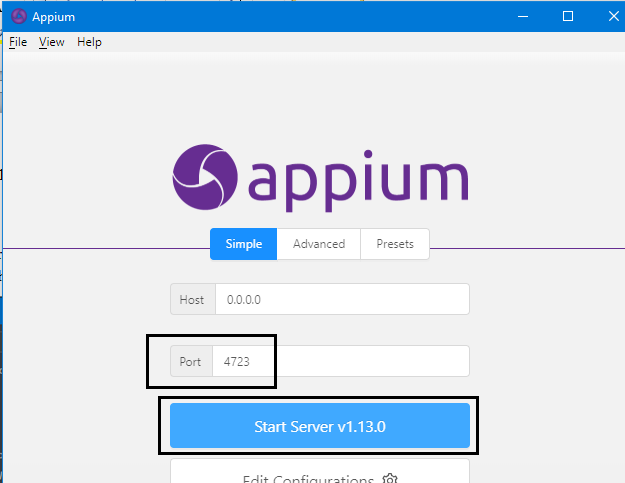 Appium
File View Help
appium
Simple Advanced Presets
Host 0.0.0.0
Port 4723
Start Server v1.13.0
Edit Configurations